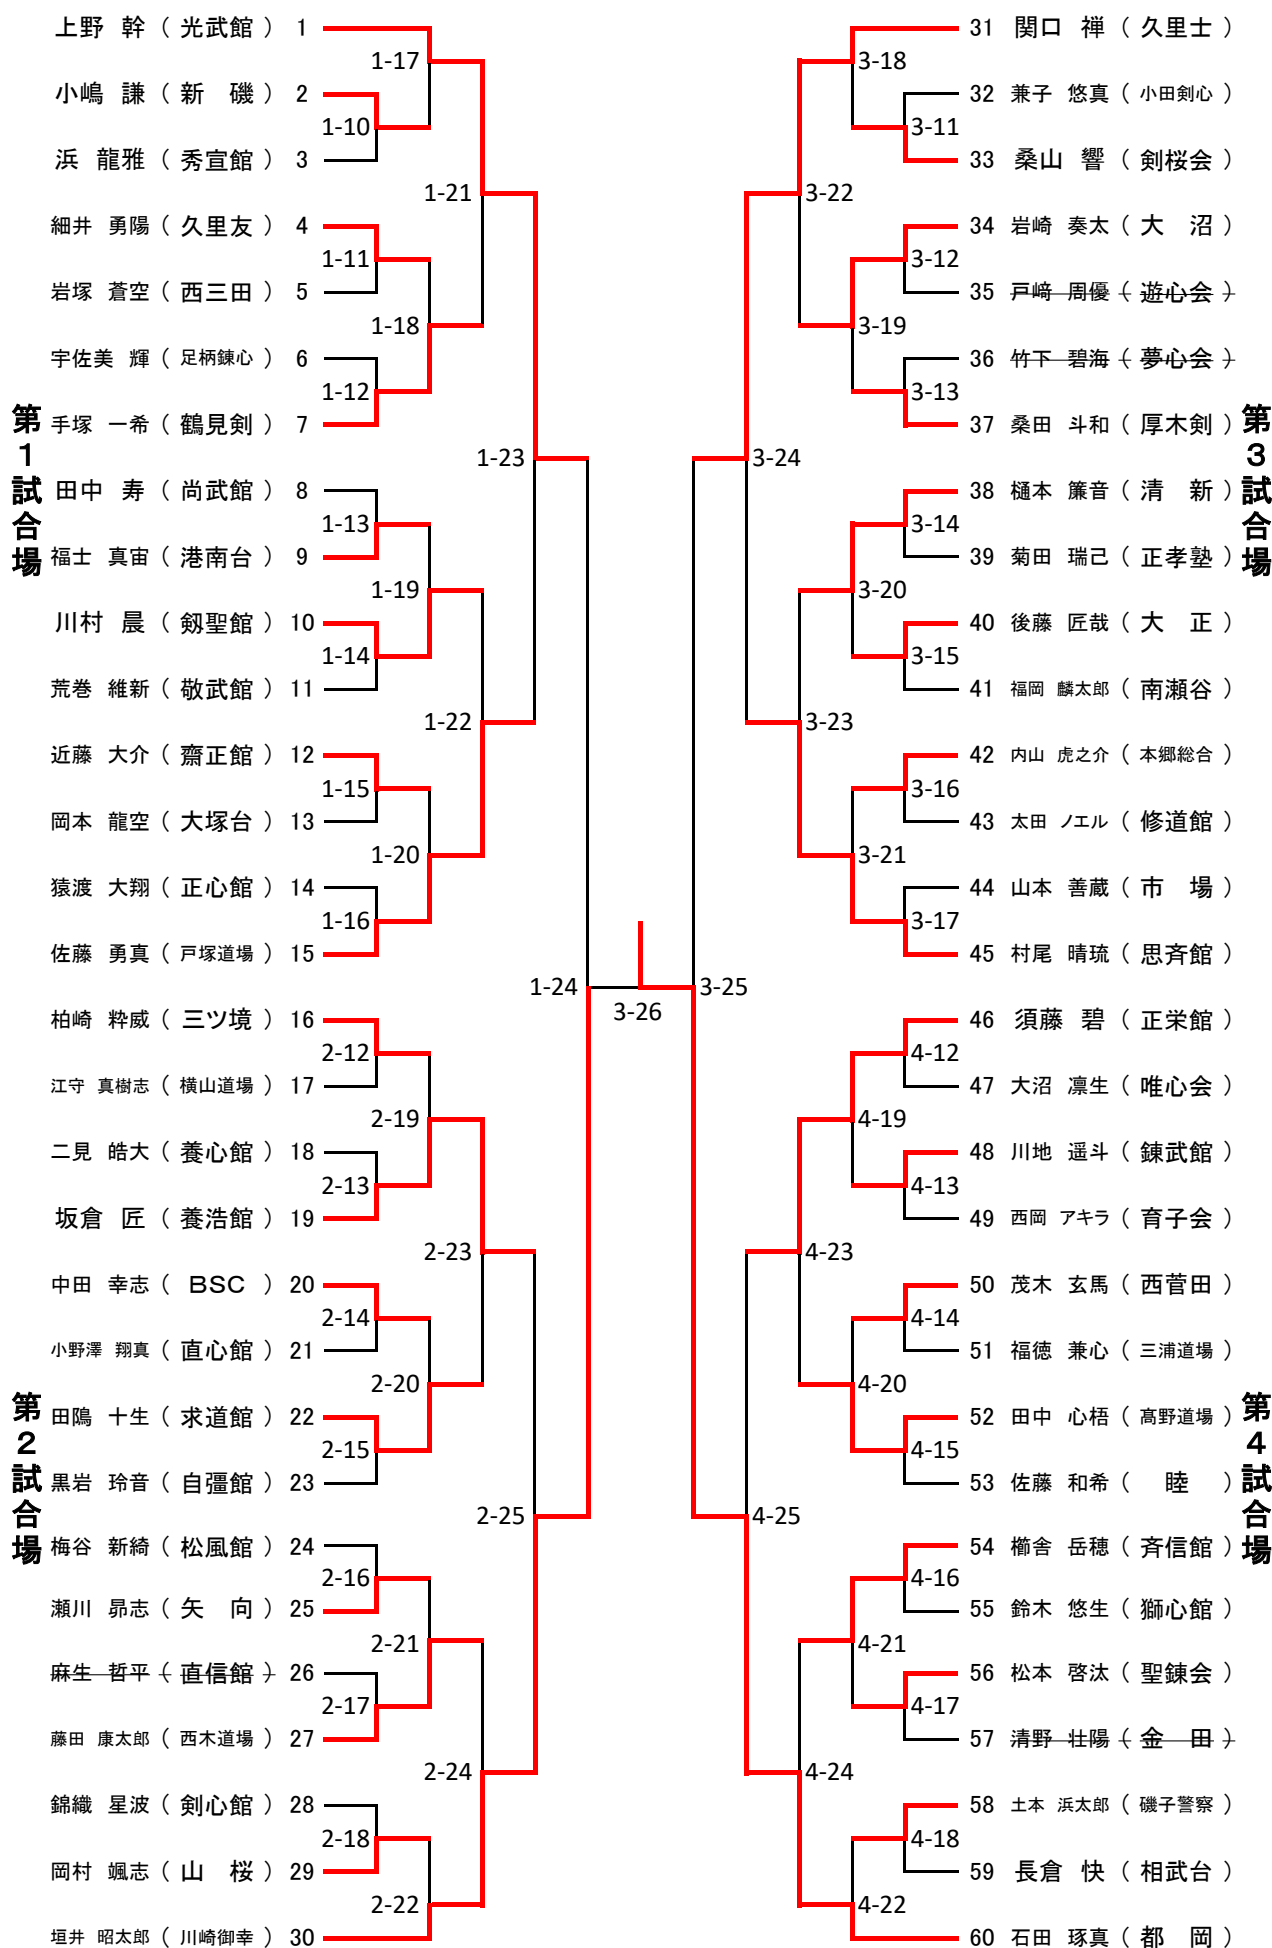 上野 幹 ( 光武館 ) 1
1-17
小嶋 謙 ( 新 磯 ) 2
1-10
浜 龍雅 ( 秀宣館 ) 3
1-21
細井 勇陽 ( 久里友 ) 4
1-11
岩塚 蒼空 ( 西三田 ) 5
1-18
宇佐美 輝 ( 足柄錬心 ) 6
1-12
手塚 一希 ( 鶴見剣 ) 7
第1試合場
1-23
田中 寿 ( 尚武館 ) 8
1-13
福士 真宙 ( 港南台 ) 9
1-19
川村 晨 ( 剱聖館 ) 10
1-14
荒巻 維新 ( 敬武館 ) 11
1-22
近藤 大介 ( 齋正館 ) 12
1-15
岡本 龍空 ( 大塚台 ) 13
1-20
猿渡 大翔 ( 正心館 ) 14
1-16
佐藤 勇真 ( 戸塚道場 ) 15
1-24
柏崎 粋威 ( 三ツ境 ) 16
2-12
江守 真樹志 ( 横山道場 ) 17
2-19
二見 皓大 ( 養心館 ) 18
2-13
坂倉 匠 ( 養浩館 ) 19
2-23
中田 幸志 ( BSC ) 20
2-14
小野澤 翔真 ( 直心館 ) 21
2-20
田隝 十生 ( 求道館 ) 22
2-15
黒岩 玲音 ( 自彊館 ) 23
第2試合場
2-25
梅谷 新綺 ( 松風館 ) 24
2-16
瀬川 昴志 ( 矢 向 ) 25
2-21
麻生 哲平 ( 直信館 ) 26
2-17
藤田 康太郎 ( 西木道場 ) 27
2-24
錦織 星波 ( 剣心館 ) 28
2-18
岡村 颯志 ( 山 桜 ) 29
2-22
垣井 昭太郎 ( 川崎御幸 ) 30
3-26
31 関口 禅 ( 久里士 )
3-18
32 兼子 悠真 ( 小田剣心 )
3-11
33 桑山 響 ( 剣桜会 )
3-22
34 岩崎 奏太 ( 大 沼 )
3-12
35 戸﨑 周優 ( 遊心会 )
3-19
36 竹下 碧海 ( 夢心会 )
3-13
37 桑田 斗和 ( 厚木剣 )
第3試合場
3-24
38 樋本 簾音 ( 清 新 )
3-14
39 菊田 瑞己 ( 正孝塾 )
3-20
40 後藤 匠哉 ( 大 正 )
3-15
41 福岡 麟太郎 ( 南瀬谷 )
3-23
42 内山 虎之介 ( 本郷総合 )
3-16
43 太田 ノエル ( 修道館 )
3-21
44 山本 善蔵 ( 市 場 )
3-17
45 村尾 晴琉 ( 思斉館 )
3-25
46 須藤 碧 ( 正栄館 )
4-12
47 大沼 凛生 ( 唯心会 )
4-19
48 川地 遥斗 ( 錬武館 )
4-13
49 西岡 アキラ ( 育子会 )
4-23
50 茂木 玄馬 ( 西菅田 )
4-14
51 福徳 兼心 ( 三浦道場 )
4-20
52 田中 心梧 ( 髙野道場 )
4-15
53 佐藤 和希 ( 睦 )
第4試合場
4-25
54 櫛舎 岳穂 ( 斉信館 )
4-16
55 鈴木 悠生 ( 獅心館 )
4-21
56 松本 啓汰 ( 聖錬会 )
4-17
57 清野 壮陽 ( 金 田 )
4-24
58 土本 浜太郎 ( 磯子警察 )
4-18
59 長倉 快 ( 相武台 )
4-22
60 石田 琢真 ( 都 岡 )